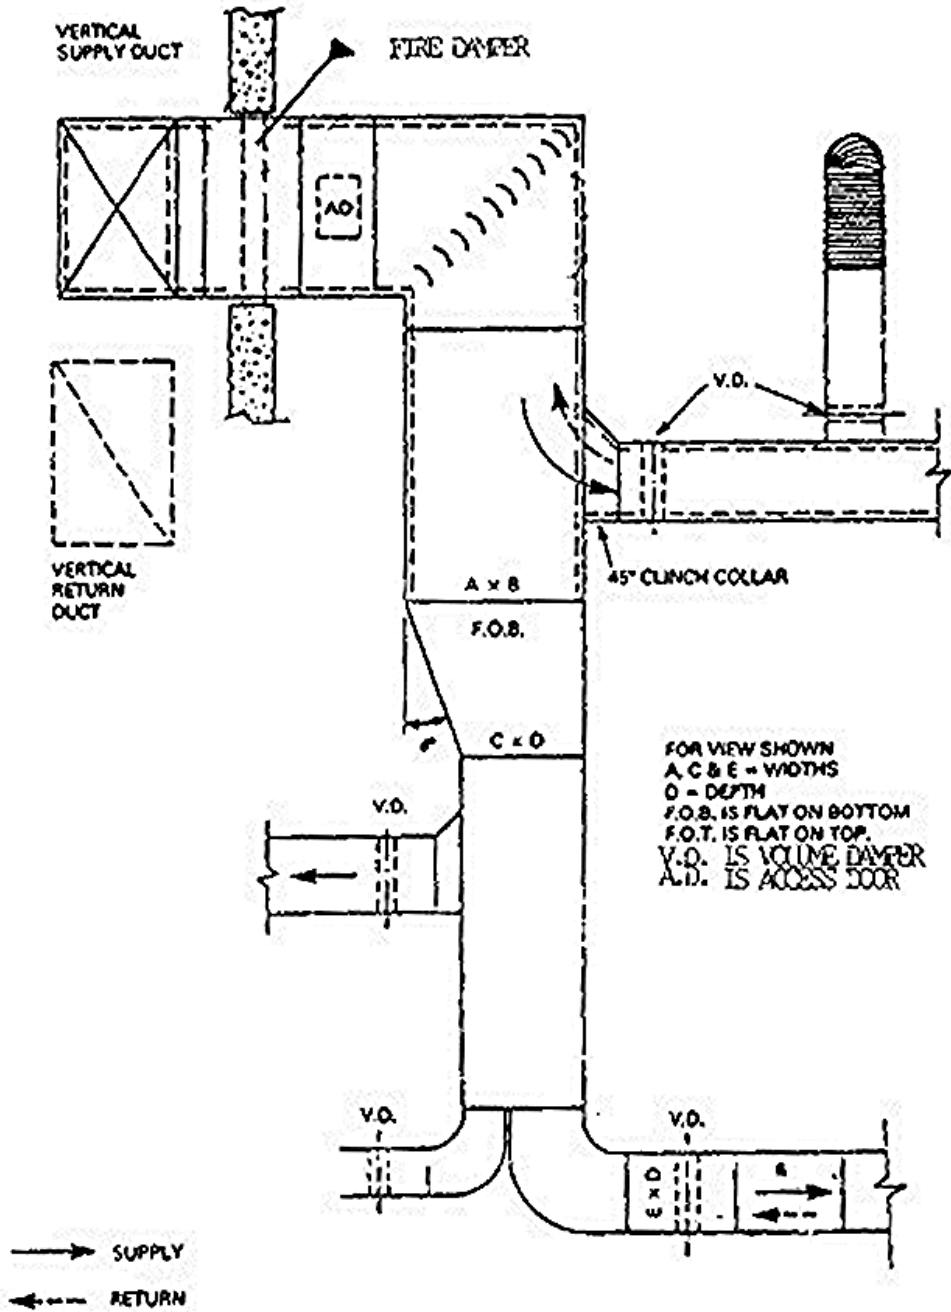 VERTICAL
SUPPLY DUCT
FIRE DAMPER
AD
V.D.
VERTICAL
RETURN
DUCT
45° CLINCH COLLAR
A x B
F.O.B.
C x D
FOR VIEW SHOWN
A, C & E = WIDTHS
D = DEPTH
F.O.B. IS FLAT ON BOTTOM
F.O.T. IS FLAT ON TOP.
V.D. IS VOLUME DAMPER
A.D. IS ACCESS DOOR
V.D.
V.D.
V.D.
E x D
SUPPLY
RETURN